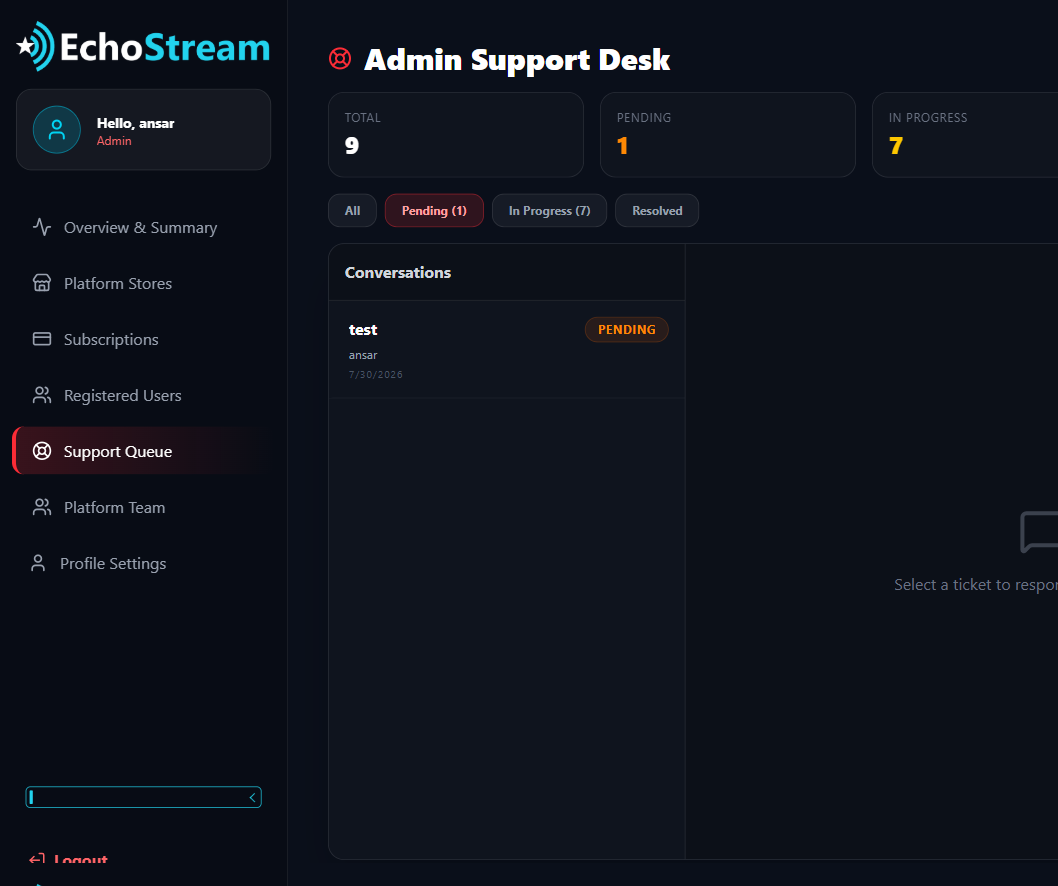 EchoStream
Hello, ansar
Admin
Overview & Summary
Platform Stores
Subscriptions
Registered Users
Support Queue
Platform Team
Profile Settings
Logout
Admin Support Desk
TOTAL
9
PENDING
1
IN PROGRESS
7
All
Pending (1)
In Progress (7)
Resolved
Conversations
test
PENDING
ansar
7/30/2026
Select a ticket to